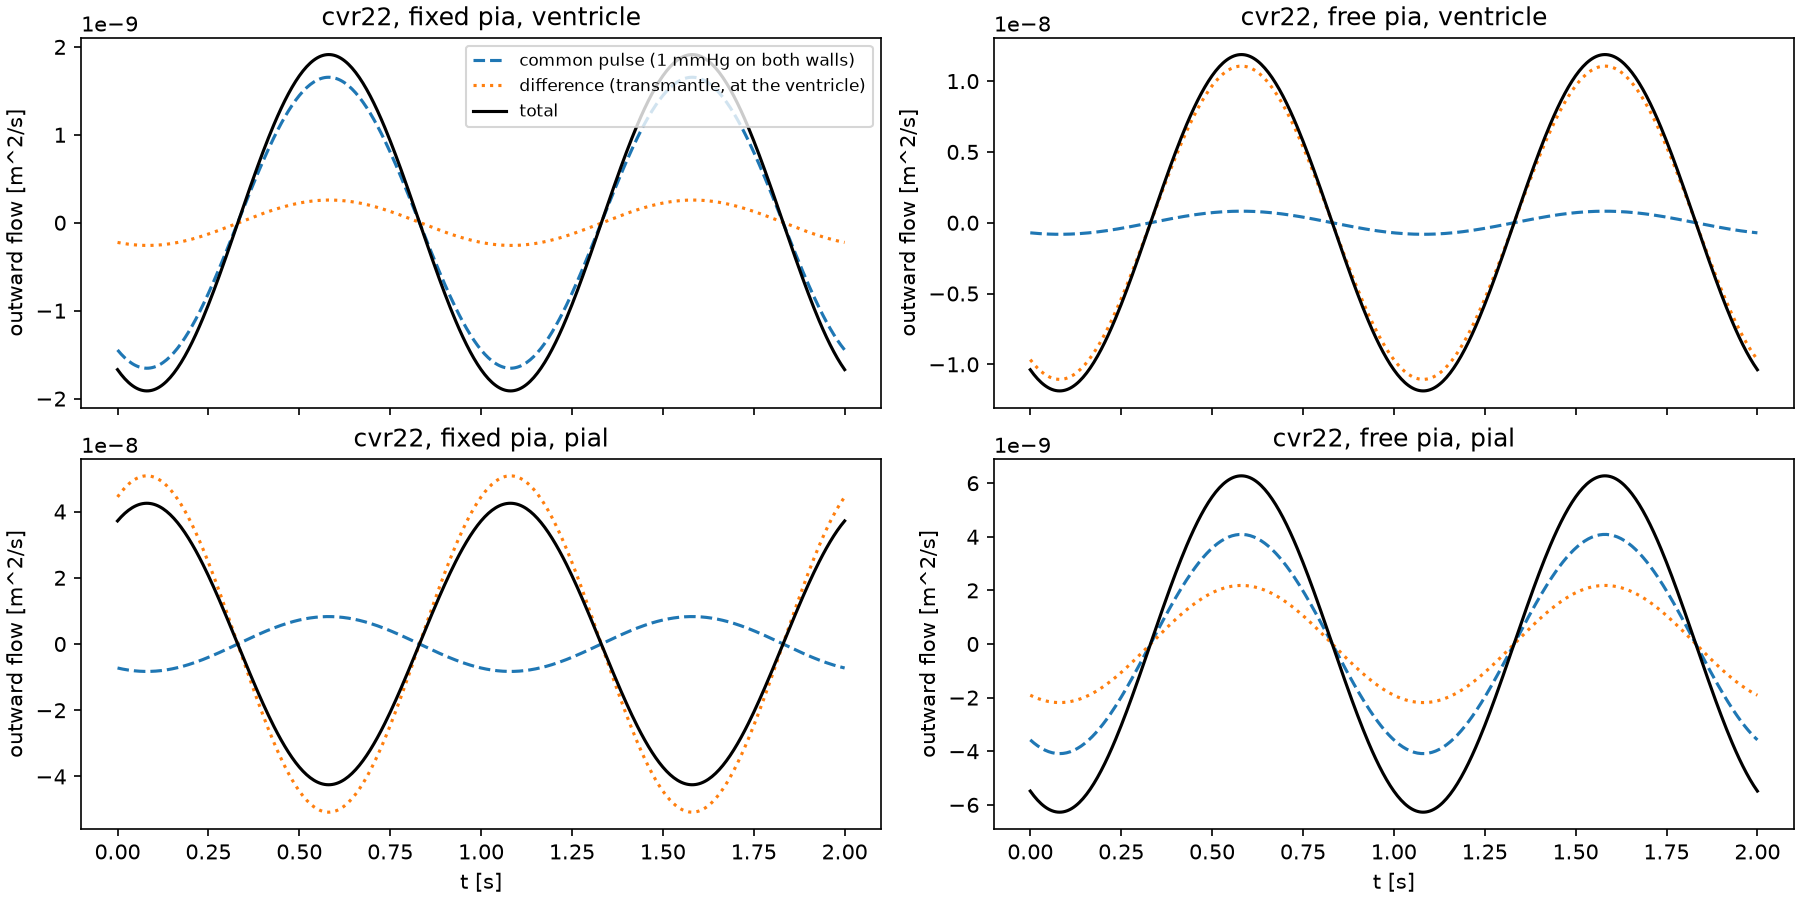 cvr22, fixed pia, ventricle
1e−9
2
1
0
−1
−2
outward flow [m^2/s]
common pulse (1 mmHg on both walls)
difference (transmantle, at the ventricle)
total
cvr22, free pia, ventricle
1e−8
1.0
0.5
0.0
−0.5
−1.0
outward flow [m^2/s]
cvr22, fixed pia, pial
1e−8
4
2
0
−2
−4
outward flow [m^2/s]
0.00 0.25 0.50 0.75 1.00 1.25 1.50 1.75 2.00
t [s]
cvr22, free pia, pial
1e−9
6
4
2
0
−2
−4
−6
outward flow [m^2/s]
0.00 0.25 0.50 0.75 1.00 1.25 1.50 1.75 2.00
t [s]